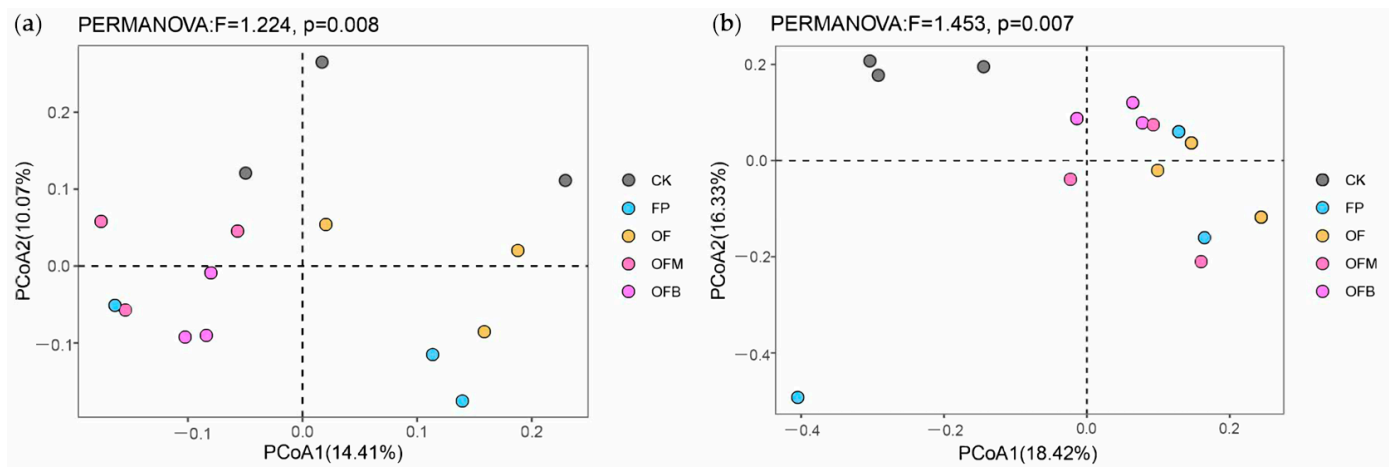 (a) PERMANOVA:F=1.224, p=0.008
0.2
0.1
0.0
—0.1
PCoA2(10.07%)
—0.1 0.0 0.1 0.2
PCoA1(14.41%)
CK
FP
OF
OFM
OFB
(b) PERMANOVA:F=1.453, p=0.007
0.2
0.0
—0.2
—0.4
PCoA2(16.33%)
—0.4 —0.2 0.0 0.2
PCoA1(18.42%)
CK
FP
OF
OFM
OFB